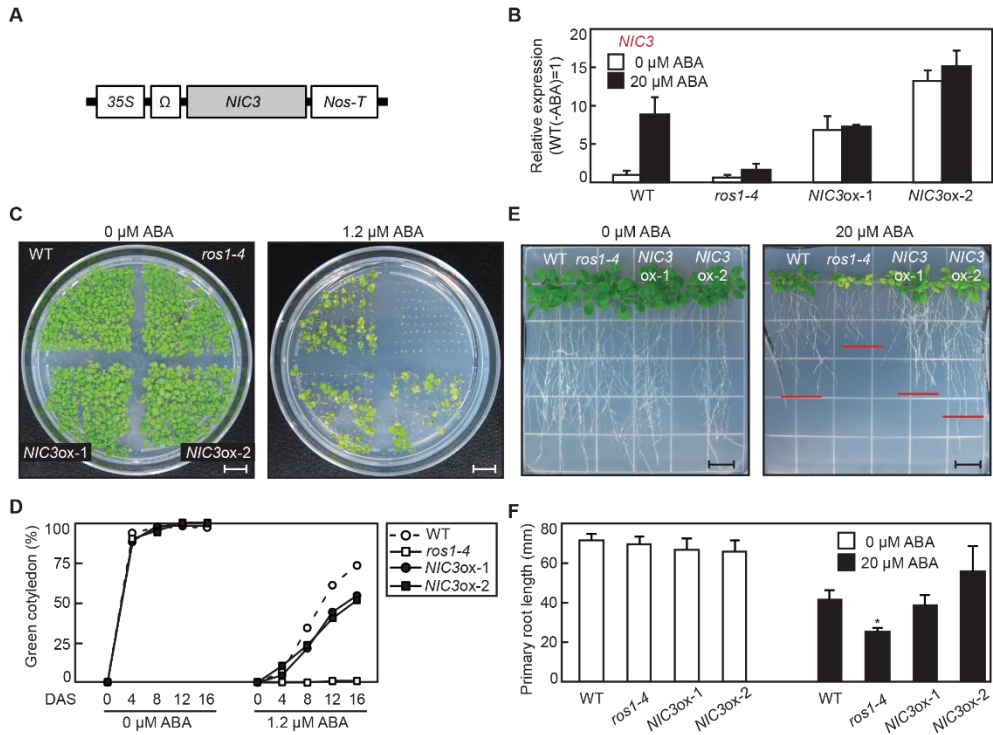 A
35S Ω NIC3 Nos-T
B
Relative expression
(WT(-ABA)=1)
20
15
10
5
0
NIC3
0 µM ABA
20 µM ABA
WT ros1-4 NIC3ox-1 NIC3ox-2
C
0 µM ABA 1.2 µM ABA
WT ros1-4
NIC3ox-1 NIC3ox-2
D
Green cotyledon (%)
100
75
50
25
0
DAS 0 4 8 12 16 0 4 8 12 16
0 µM ABA 1.2 µM ABA
WT
ros1-4
NIC3ox-1
NIC3ox-2
E
0 µM ABA 20 µM ABA
WT ros1-4 NIC3 NIC3
ox-1 ox-2
WT ros1-4 NIC3 NIC3
ox-1 ox-2
F
Primary root length (mm)
80
60
40
20
0
0 µM ABA
20 µM ABA
*
WT ros1-4 NIC3ox-1 NIC3ox-2 WT ros1-4 NIC3ox-1 NIC3ox-2